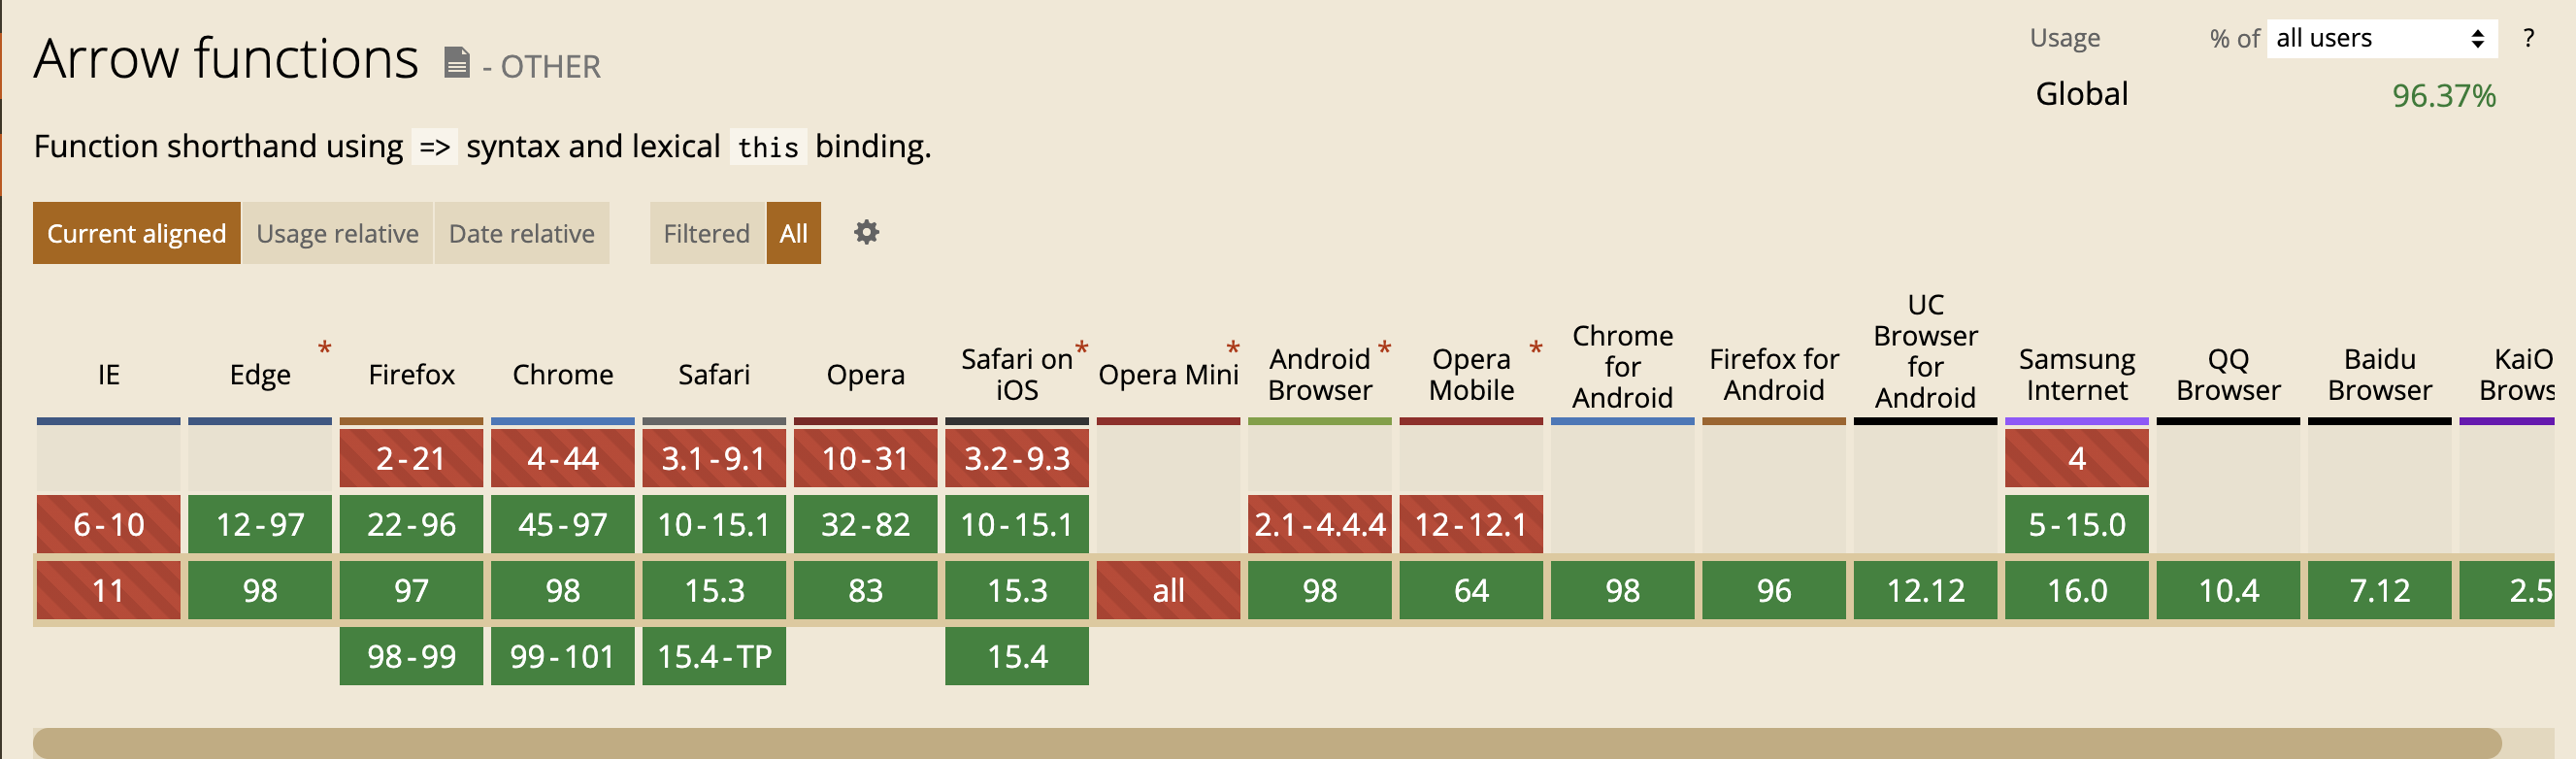 Arrow functions - OTHER
Usage % of all users ?
Global 96.37%
Function shorthand using => syntax and lexical this binding.
Current aligned Usage relative Date relative Filtered All
IE Edge * Firefox Chrome Safari Opera Safari on iOS * Opera Mini * Android Browser * Opera Mobile * Chrome for Android Firefox for Android UC Browser for Android Samsung Internet QQ Browser Baidu Browser KaiO Brows
2-21 4-44 3.1-9.1 10-31 3.2-9.3 4
6-10 12-97 22-96 45-97 10-15.1 32-82 10-15.1 2.1-4.4.4 12-12.1 5-15.0
11 98 97 98 15.3 83 15.3 all 98 64 98 96 12.12 16.0 10.4 7.12 2.5
98-99 99-101 15.4-TP 15.4